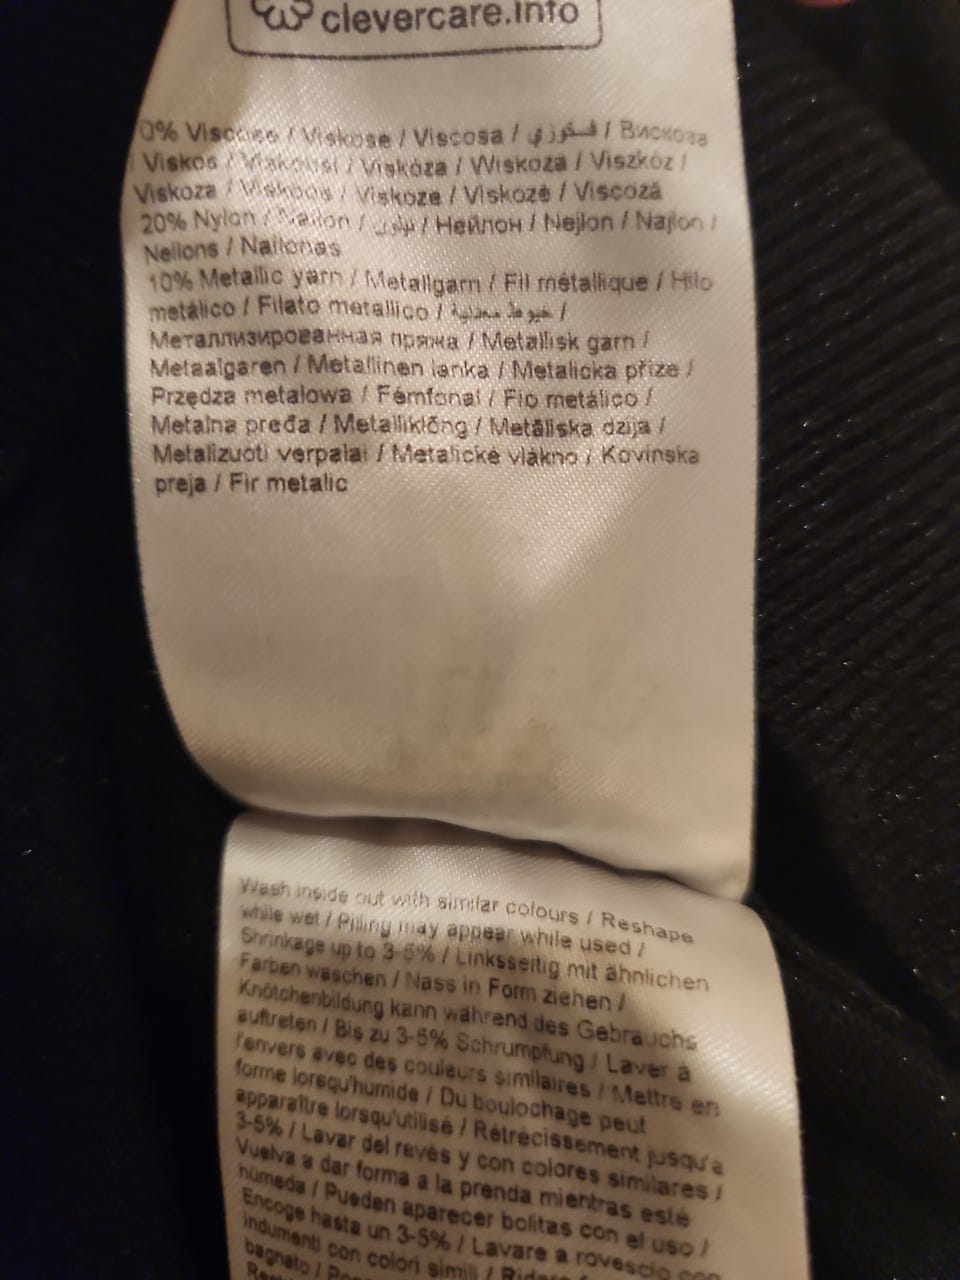 clevercare.info
0% Viscose / Viskose / Viscosa / فسكوزي / Вискоза
Viskos / Viskoosi / Viskóza / Wiskoza / Viszkóz /
Viskoza / Viskoos / Viskoze / Viskozė / Viscoză
20% Nylon / Nailon / نيلون / Нейлон / Nejlon / Najlon /
Neilons / Nailonas
10% Metallic yarn / Metallgarn / Fil métallique / Hilo
metálico / Filato metallico / خيوط معدنية /
Металлизированная пряжа / Metallisk garn /
Metaalgaren / Metallinen lanka / Metalická příze /
Przędza metalowa / Fémfonal / Fio metálico /
Metalna pređa / Metalliklõng / Metāliska dzija /
Metalizuoti verpalai / Metalické vlákno / Kovinska
preja / Fir metalic
Wash inside out with similar colours / Reshape
while wet / Pilling may appear while used /
Shrinkage up to 3-5% / Linksseitig mit ähnlichen
Farben waschen / Nass in Form ziehen /
Knötchenbildung kann während des Gebrauchs
auftreten / Bis zu 3-5% Schrumpfung / Laver à
l'envers avec des couleurs similaires / Mettre en
forme lorsqu'humide / Du boulochage peut
apparaître lorsqu'utilisé / Rétrécissement jusqu'a
3-5% / Lavar del revés y con colores similares /
Vuelva a dar forma a la prenda mientras esté
húmeda / Pueden aparecer bolitas con el uso /
Encoge hasta un 3-5% / Lavare a rovescio con
indumenti con colori simili /
bagnato /